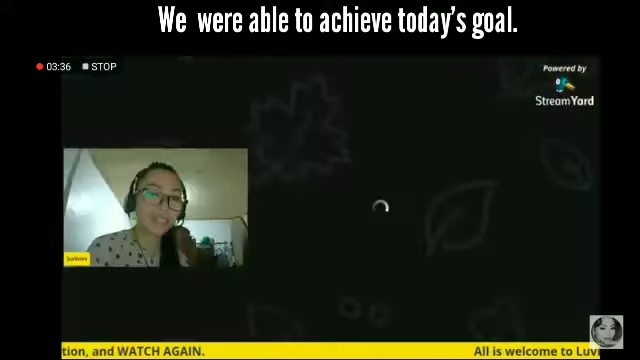 We were able to achieve today's goal.
03:36 STOP
Powered by
StreamYard
tion, and WATCH AGAIN.
All is welcome to Luvi